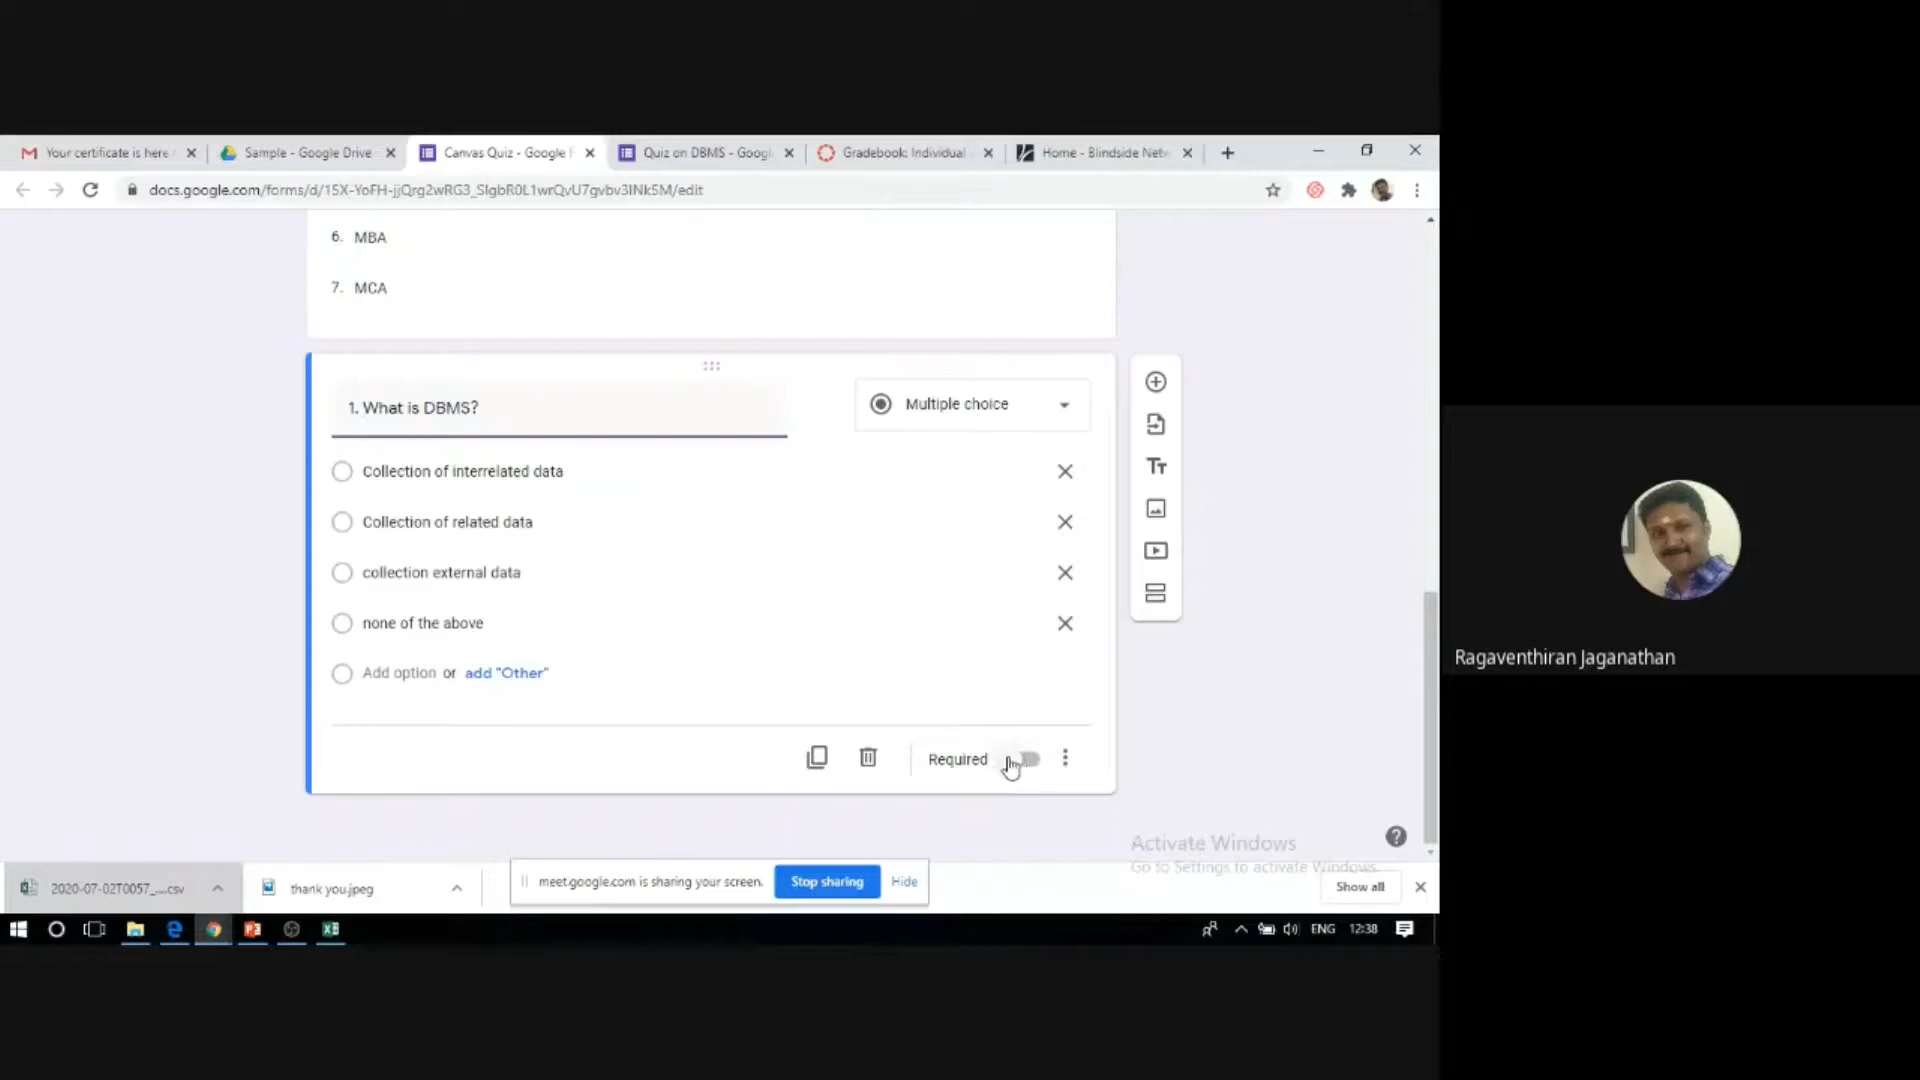 Your certificate is here
Sample - Google Drive
Canvas Quiz - Google F
Quiz on DBMS - Googl
Gradebook: Individual
Home - Blindside Netw
docs.google.com/forms/d/15X-YoFH-jjQrg2wRG3_SIgbR0L1wrQvU7gvbv3INk5M/edit
6. MBA
7. MCA
1. What is DBMS?
Multiple choice
Collection of interrelated data
Collection of related data
collection external data
none of the above
Add option or add "Other"
Required
Tт
Ragaventhiran Jaganathan
Activate Windows
Go to Settings to activate Windows.
2020-07-02T0057_....csv
thank you.jpeg
meet.google.com is sharing your screen.
Stop sharing
Hide
Show all
ENG
12:38